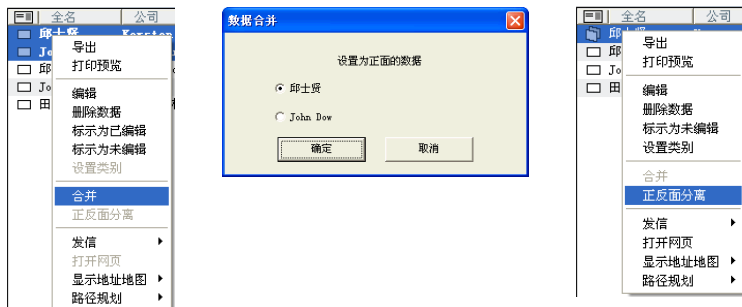 全名 公司
邱士贤
Jo
邱
Jo
田
导出
打印预览
编辑
删除数据
标示为已编辑
标示为未编辑
设置类别
合并
正反面分离
发信
打开网页
显示地址地图
路径规划
数据合并
设置为正面的数据
邱士贤
John Dow
确定 取消
全名 公司
邱
邱
Jo
田
导出
打印预览
编辑
删除数据
标示为未编辑
设置类别
合并
正反面分离
发信
打开网页
显示地址地图
路径规划